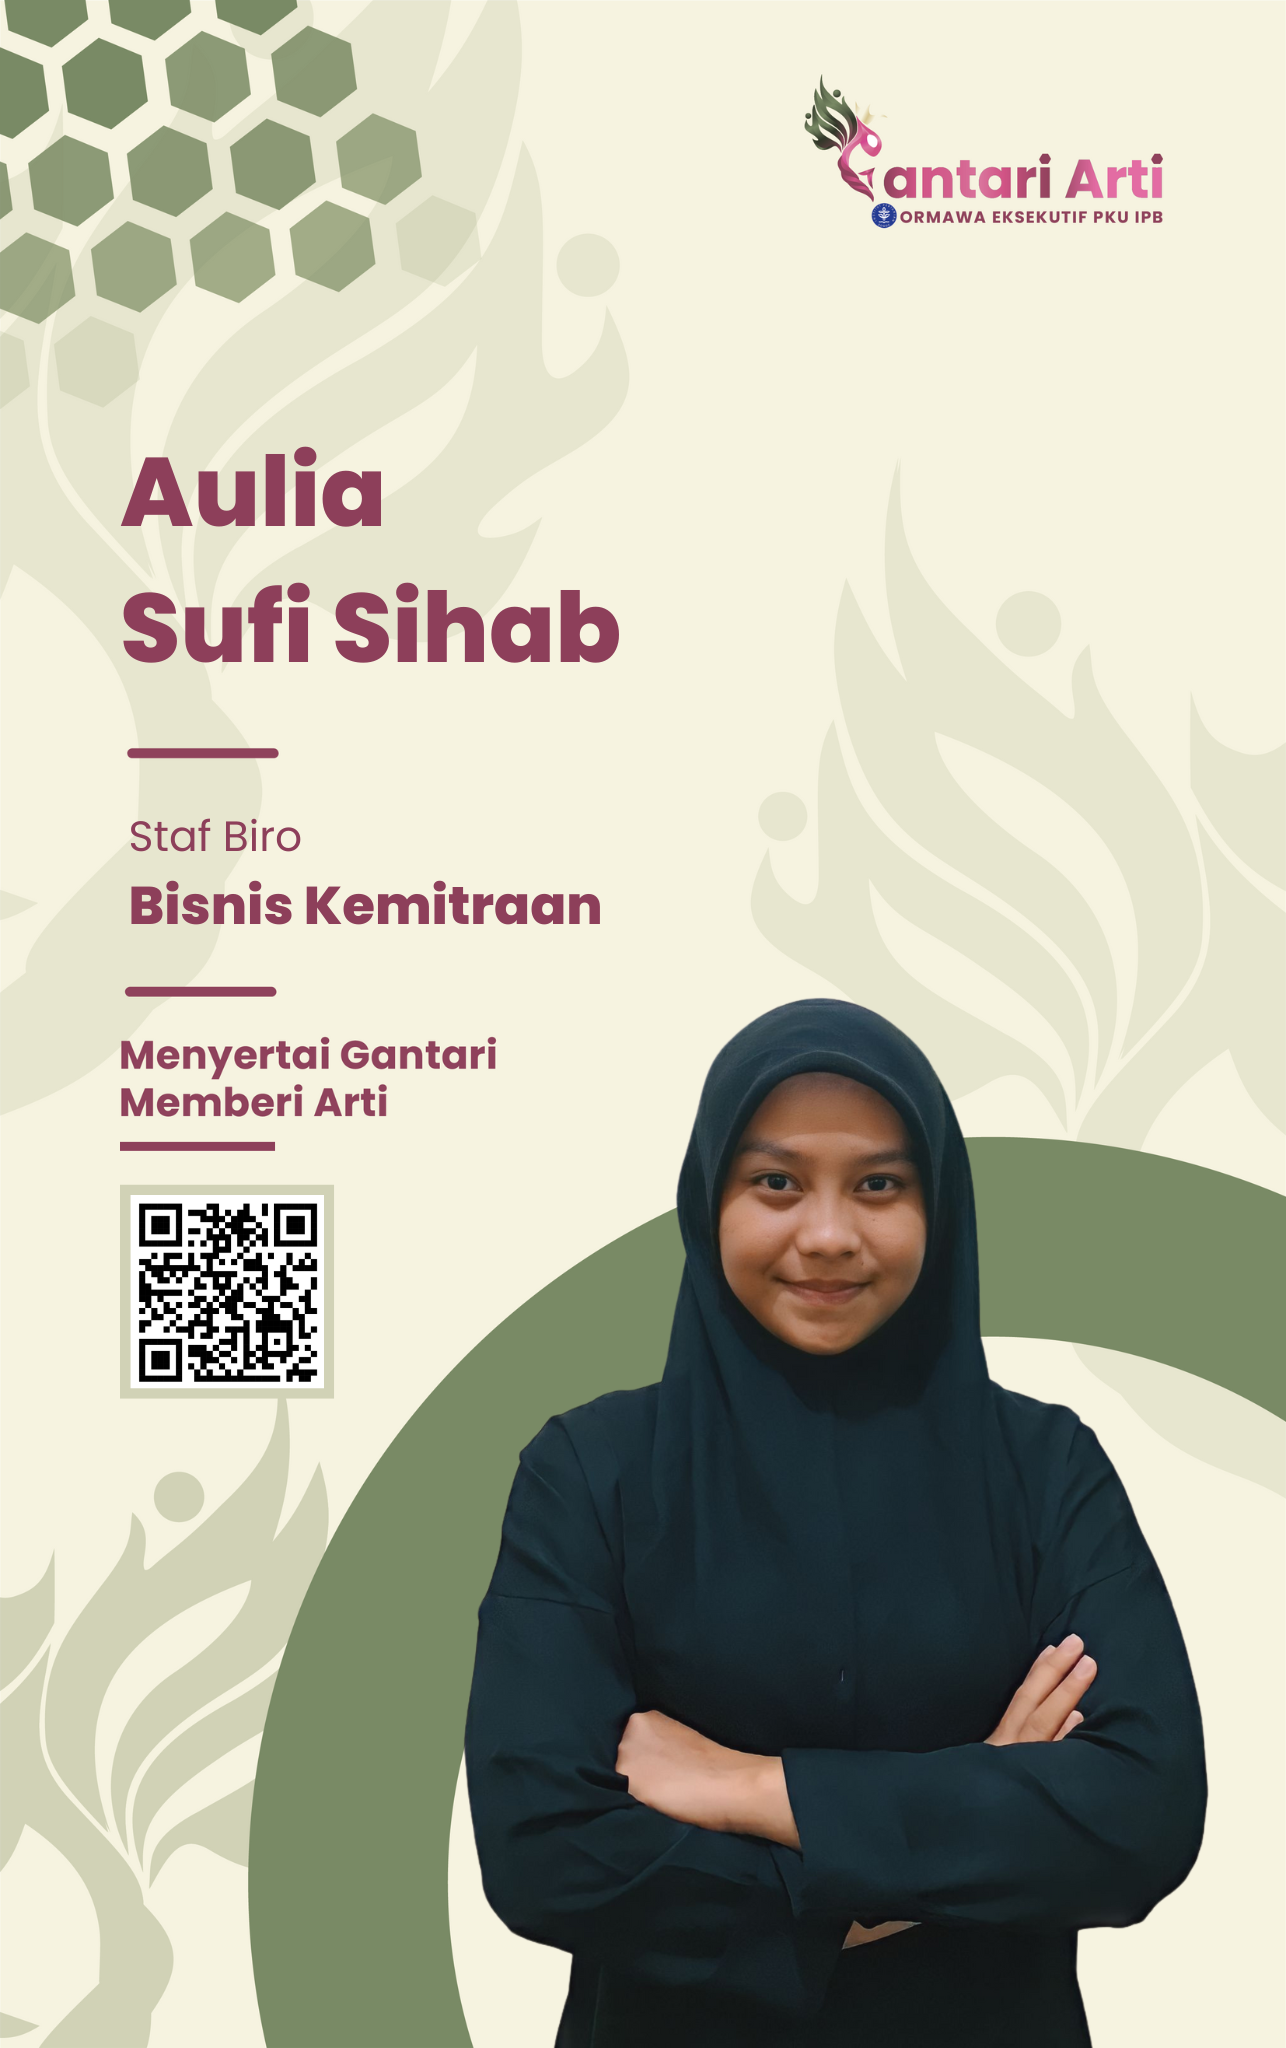 Gantari Arti
ORMAWA EKSEKUTIF PKU IPB
Aulia
Sufi Sihab
Staf Biro
Bisnis Kemitraan
Menyertai Gantari
Memberi Arti